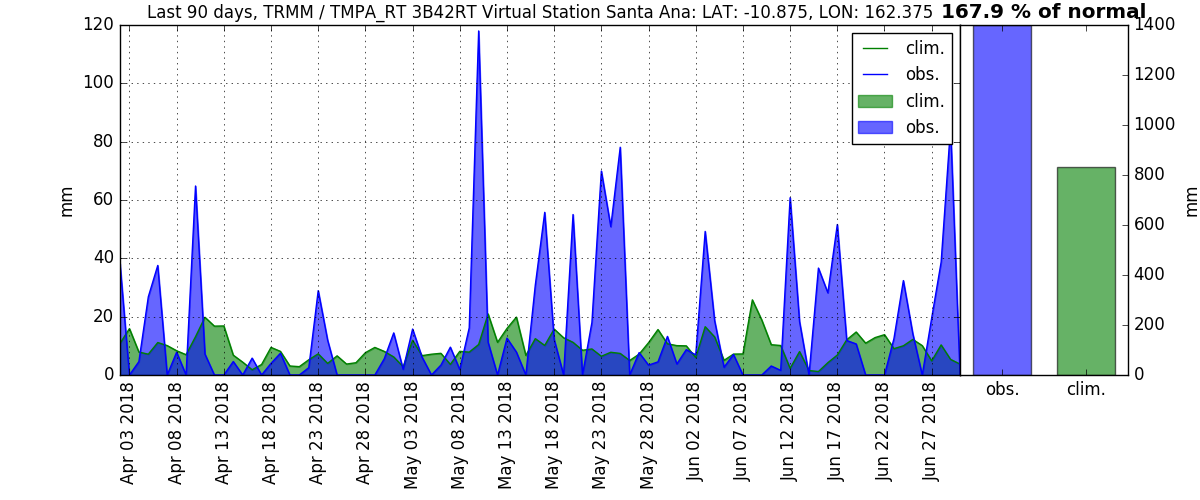 Last 90 days, TRMM / TMPA_RT 3B42RT Virtual Station Santa Ana: LAT: -10.875, LON: 162.375 167.9 % of normal
120
100
80
60
40
20
0
mm
clim.
obs.
clim.
obs.
1400
1200
1000
800
600
400
200
0
mm
obs. clim.
Apr 03 2018
Apr 08 2018
Apr 13 2018
Apr 18 2018
Apr 23 2018
Apr 28 2018
May 03 2018
May 08 2018
May 13 2018
May 18 2018
May 23 2018
May 28 2018
Jun 02 2018
Jun 07 2018
Jun 12 2018
Jun 17 2018
Jun 22 2018
Jun 27 2018